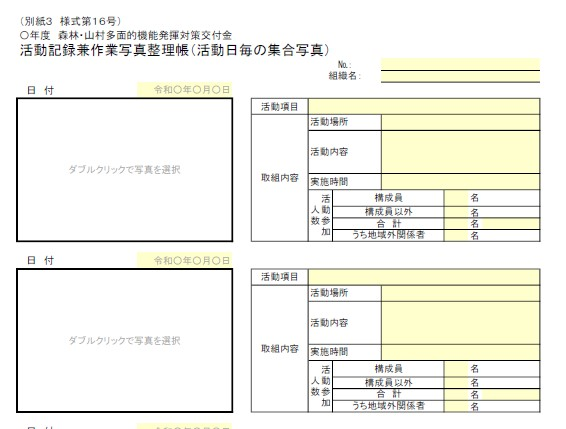 （別紙3　様式第16号）
〇年度　森林・山村多面的機能発揮対策交付金
活動記録兼作業写真整理帳（活動日毎の集合写真）
No.:
組織名:
日　付
令和〇年〇月〇日
ダブルクリックで写真を選択
活動項目
取組内容
活動場所
活動内容
実施時間
活動参加人数
構成員
名
構成員以外
名
合　計
名
うち地域外関係者
名
日　付
令和〇年〇月〇日
ダブルクリックで写真を選択
活動項目
取組内容
活動場所
活動内容
実施時間
活動参加人数
構成員
名
構成員以外
名
合　計
名
うち地域外関係者
名